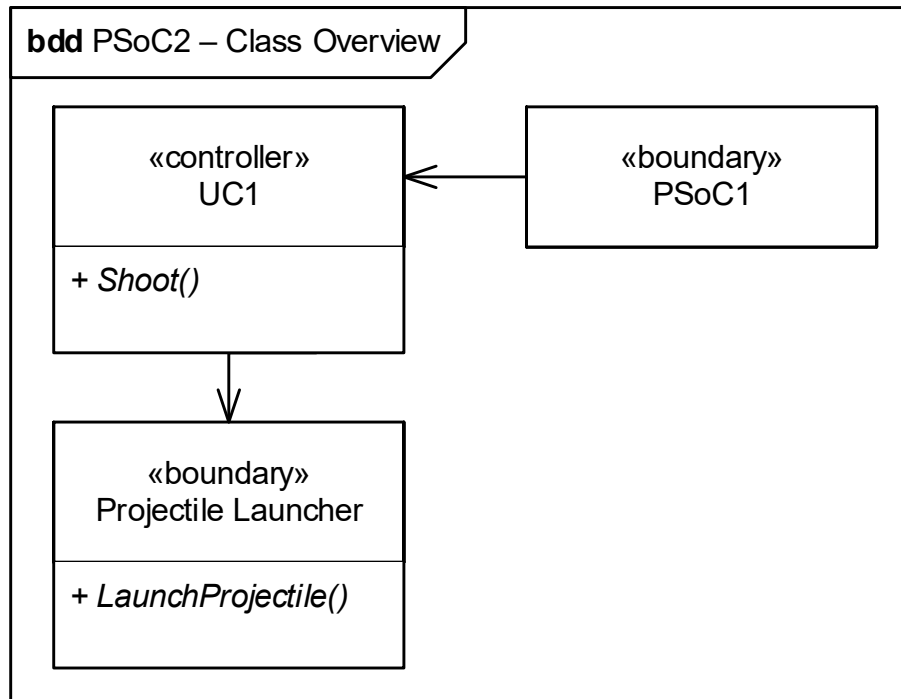 bdd PSoC2 – Class Overview
«controller»
UC1
+ Shoot()
«boundary»
PSoC1
«boundary»
Projectile Launcher
+ LaunchProjectile()